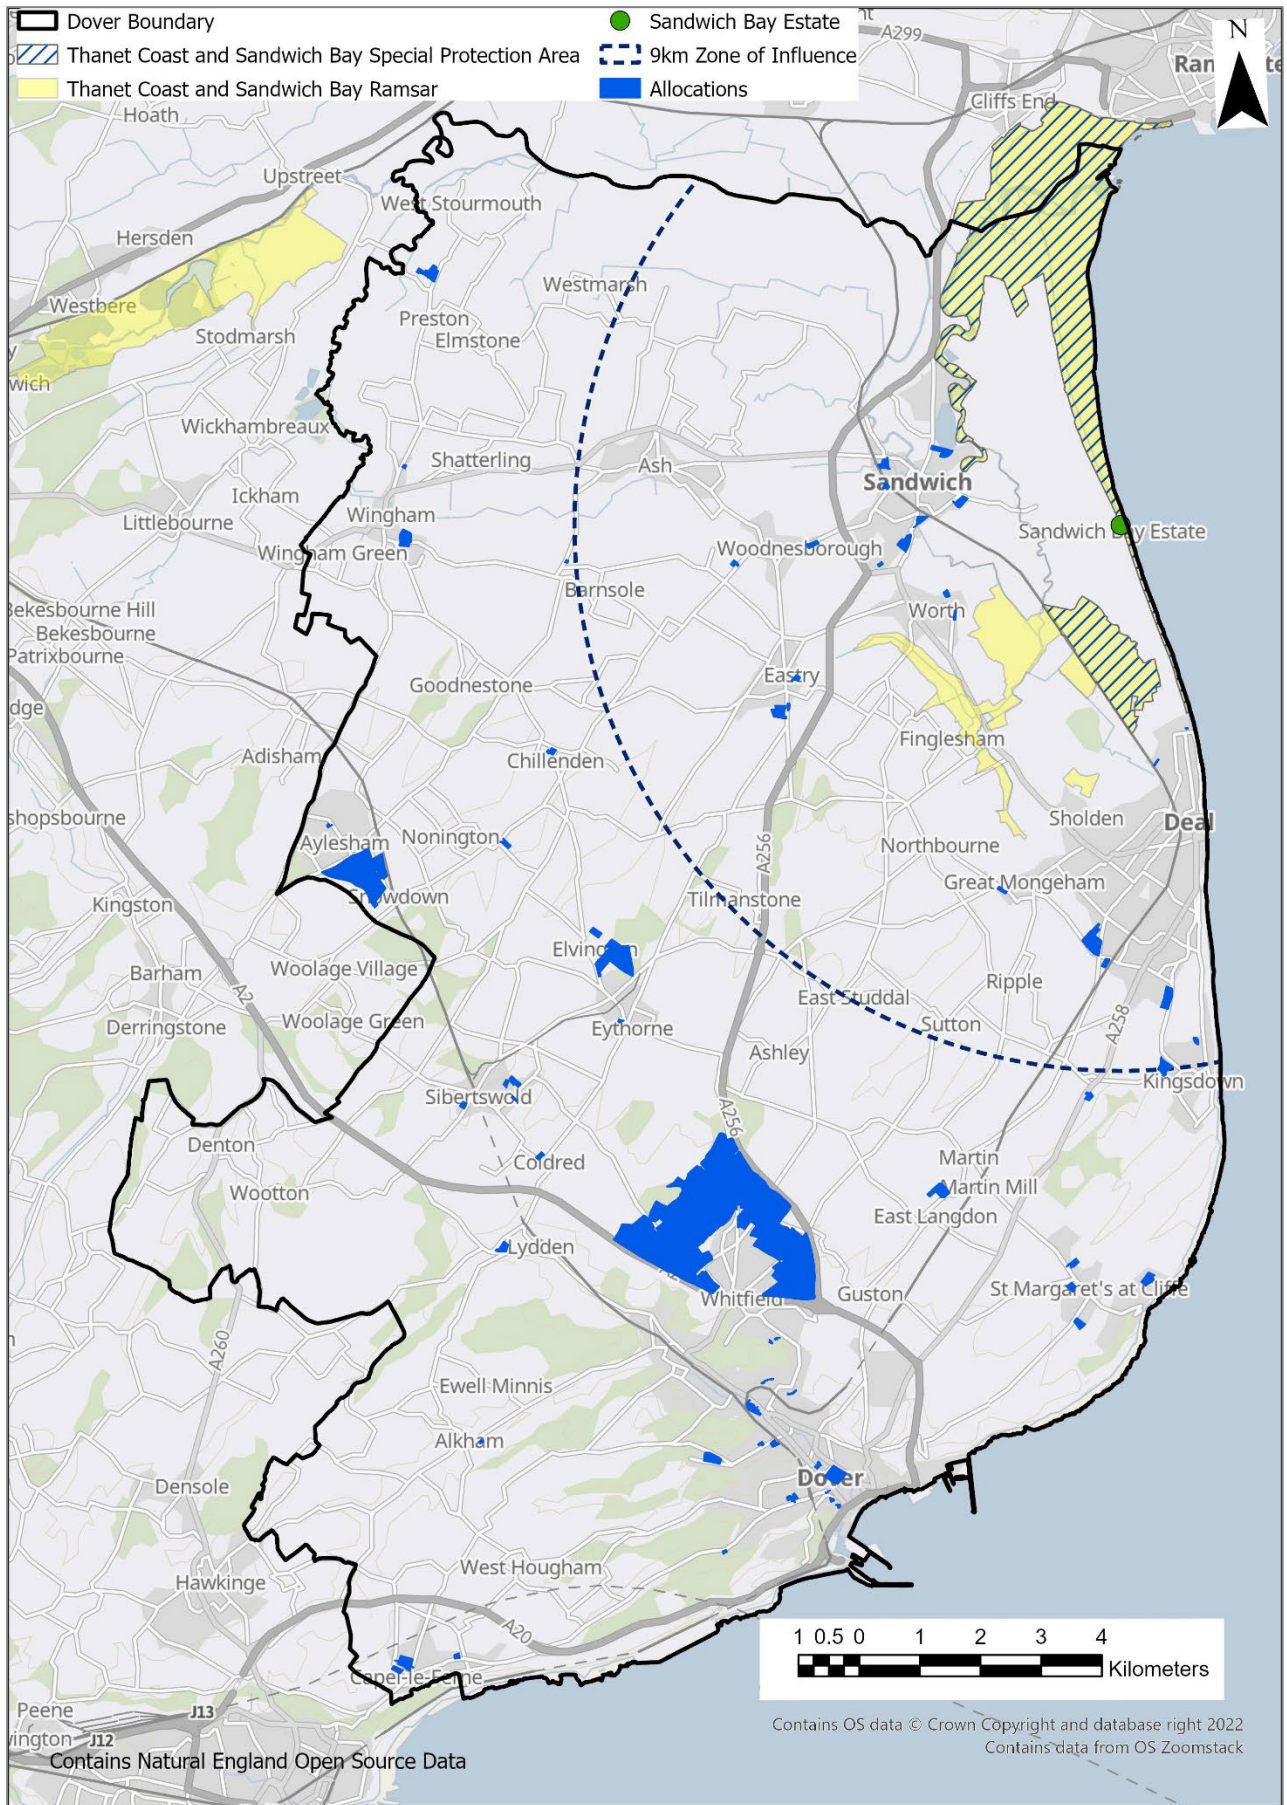 Dover Boundary
Sandwich Bay Estate
Thanet Coast and Sandwich Bay Special Protection Area
9km Zone of Influence
Thanet Coast and Sandwich Bay Ramsar
Allocations
A299
N
Cliffs End
Hoath
Upstreet
West Stourmouth
Hersden
Westmarsh
Westbere
Preston
Stodmarsh
Elmstone
wich
Wickhambreaux
Shatterling
Ash
Sandwich
Ickham
Wingham
Littlebourne
Sandwich Bay Estate
Woodnesborough
Wingham Green
Barnsole
Bekesbourne Hill
Worth
Bekesbourne
Patrixbourne
Eastry
Goodnestone
dge
Finglesham
Adisham
Chillenden
shopsbourne
Sholden
Deal
Aylesham
Nonington
A256
Northbourne
Great Mongeham
Snowdown
Tilmanstone
Kingston
Elvington
Woolage Village
Barham
Ripple
A2
East Studdal
Woolage Green
Derringstone
Eythorne
Sutton
A258
Ashley
Kingsdown
Sibertswold
A256
Denton
Coldred
Martin
Wootton
Martin Mill
East Langdon
Lydden
St Margaret's at Cliffe
Whitfield
Guston
A260
Ewell Minnis
Alkham
Dover
Densole
West Hougham
Hawkinge
A20
1 0.5 0 1 2 3 4
Kilometers
Capel-le-Ferne
J13
Peene
J12
Contains OS data © Crown Copyright and database right 2022
Contains data from OS Zoomstack
Contains Natural England Open Source Data